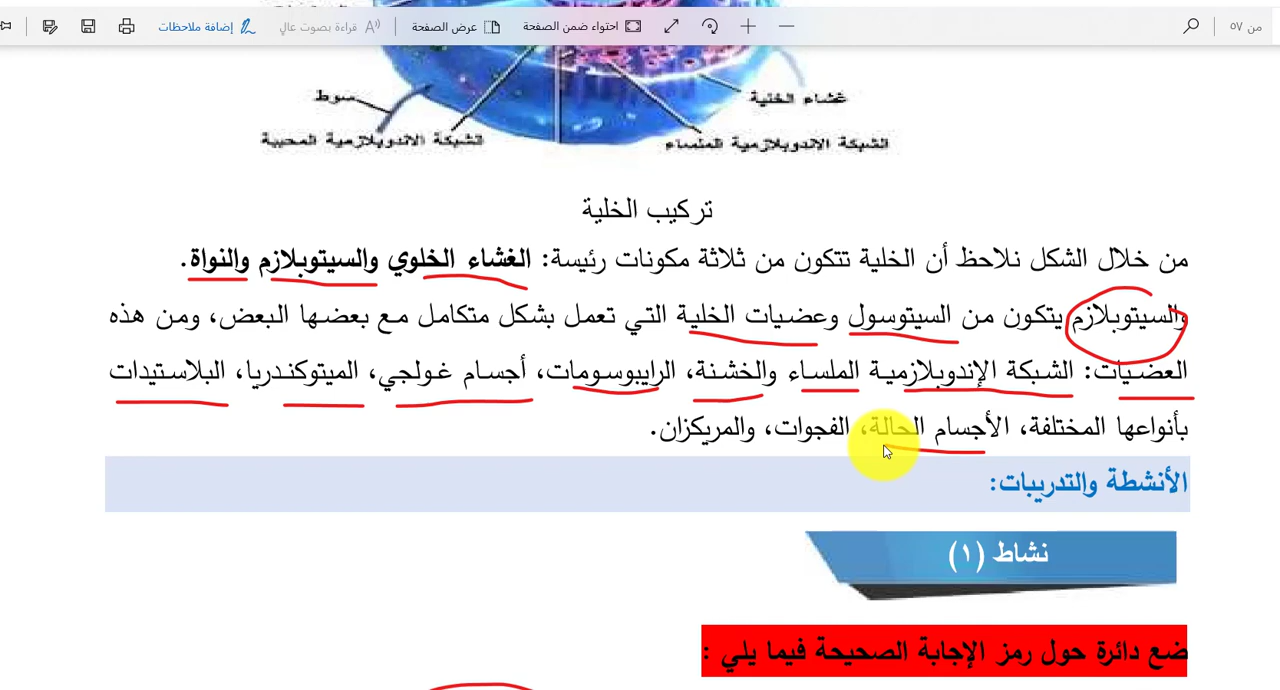 من ٥٧
احتواء ضمن الصفحة
عرض الصفحة
قراءة بصوت عالٍ
إضافة ملاحظات
غشاء الخلية
سوط
الشبكة الاندوبلازمية المحببة
الشبكة الاندوبلازمية الملساء
تركيب الخلية
من خلال الشكل نلاحظ أن الخلية تتكون من ثلاثة مكونات رئيسة: الغشاء الخلوي والسيتوبلازم والنواة.
والسيتوبلازم يتكون من السيتوسول وعضيات الخلية التي تعمل بشكل متكامل مع بعضها البعض، ومن هذه
العضيات: الشبكة الإندوبلازمية الملساء والخشنة، الرايبوسومات، أجسام غولجي، الميتوكندريا، البلاستيدات
بأنواعها المختلفة، الأجسام الحالة، الفجوات، والمريكزان.
الأنشطة والتدريبات:
نشاط (١)
ضع دائرة حول رمز الإجابة الصحيحة فيما يلي :